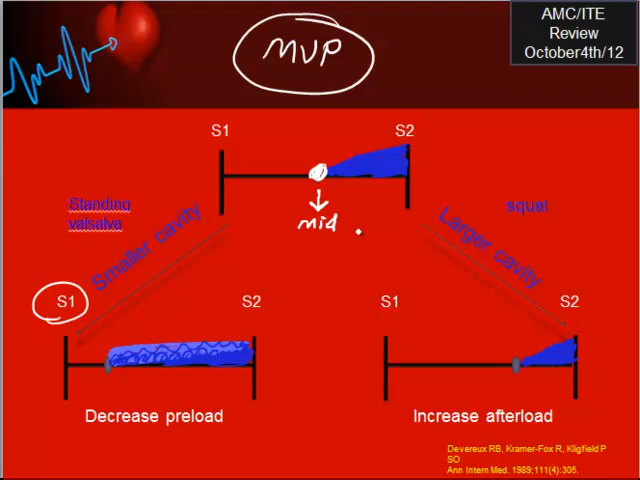 MVP
AMC/ITE
Review
October4th/12
S1
S2
Standing
valsalva
Smaller cavity
mid
Larger cavity
squat
S1
S2
S1
S2
Decrease preload
Increase afterload
Devereux RB, Kramer-Fox R, Kligfield P
SO
Ann Intern Med. 1989;111(4):305.